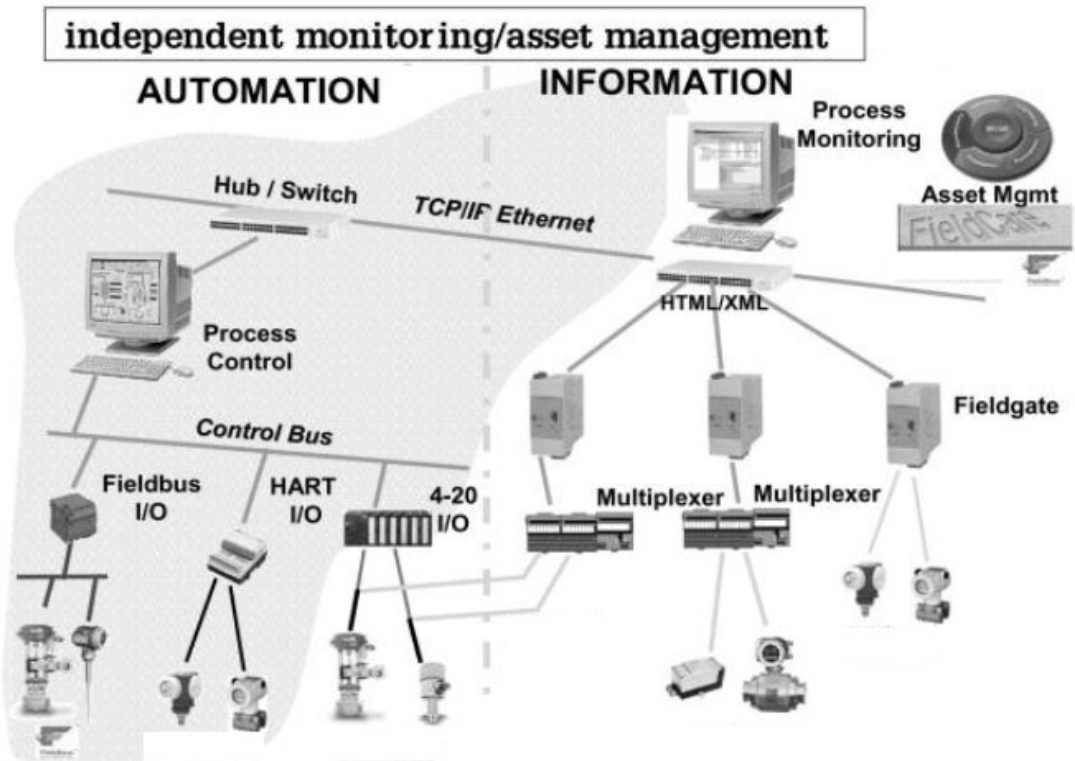 independent monitoring/asset management
AUTOMATION
INFORMATION
Process
Monitoring
Asset Mgmt
FieldCare
Hub / Switch
TCP/IP Ethernet
HTML/XML
Process
Control
Fieldgate
Control Bus
Fieldbus
I/O
HART
I/O
4-20
I/O
Multiplexer
Multiplexer